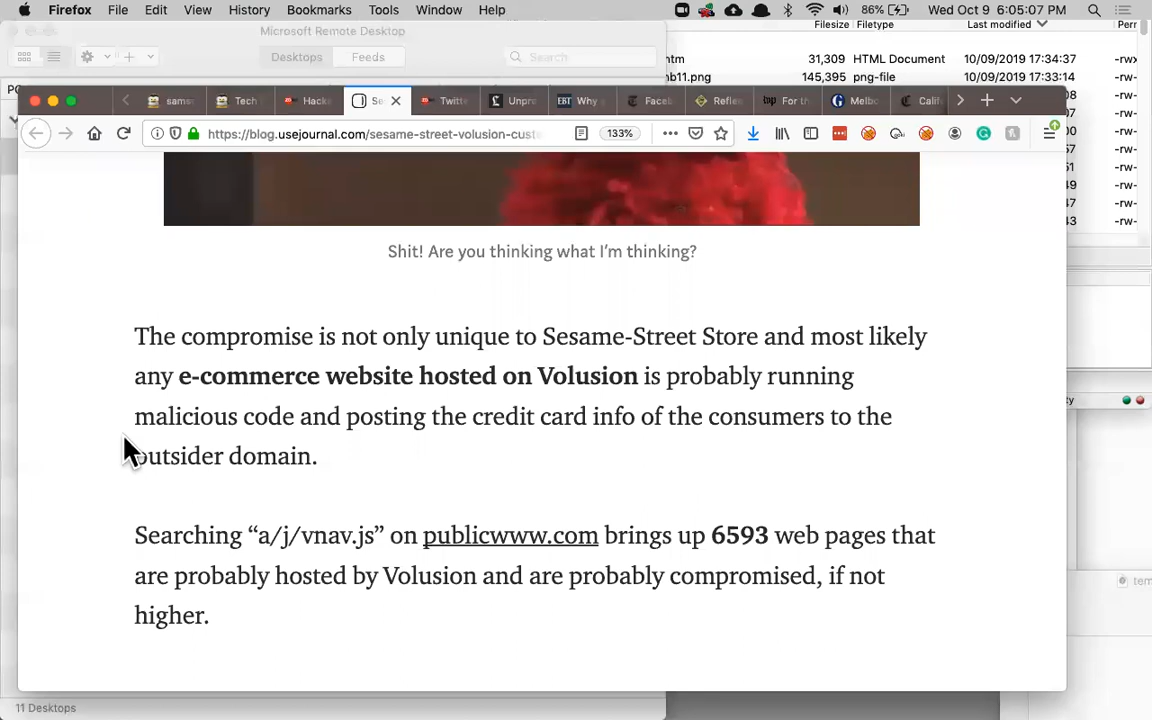 Firefox File Edit View History Bookmarks Tools Window Help 86% Wed Oct 9 6:05:07 PM
Microsoft Remote Desktop
Filesize Filetype Last modified
Desktops Feeds Search
31,309 HTML Document 10/09/2019 17:34:37
145,395 png-file 10/09/2019 17:33:14
https://blog.usejournal.com/sesame-street-volusion-cust
133%
Shit! Are you thinking what I'm thinking?
The compromise is not only unique to Sesame-Street Store and most likely
any e-commerce website hosted on Volusion is probably running
malicious code and posting the credit card info of the consumers to the
outsider domain.
Searching “a/j/vnav.js” on publicwww.com brings up 6593 web pages that
are probably hosted by Volusion and are probably compromised, if not
higher.
11 Desktops